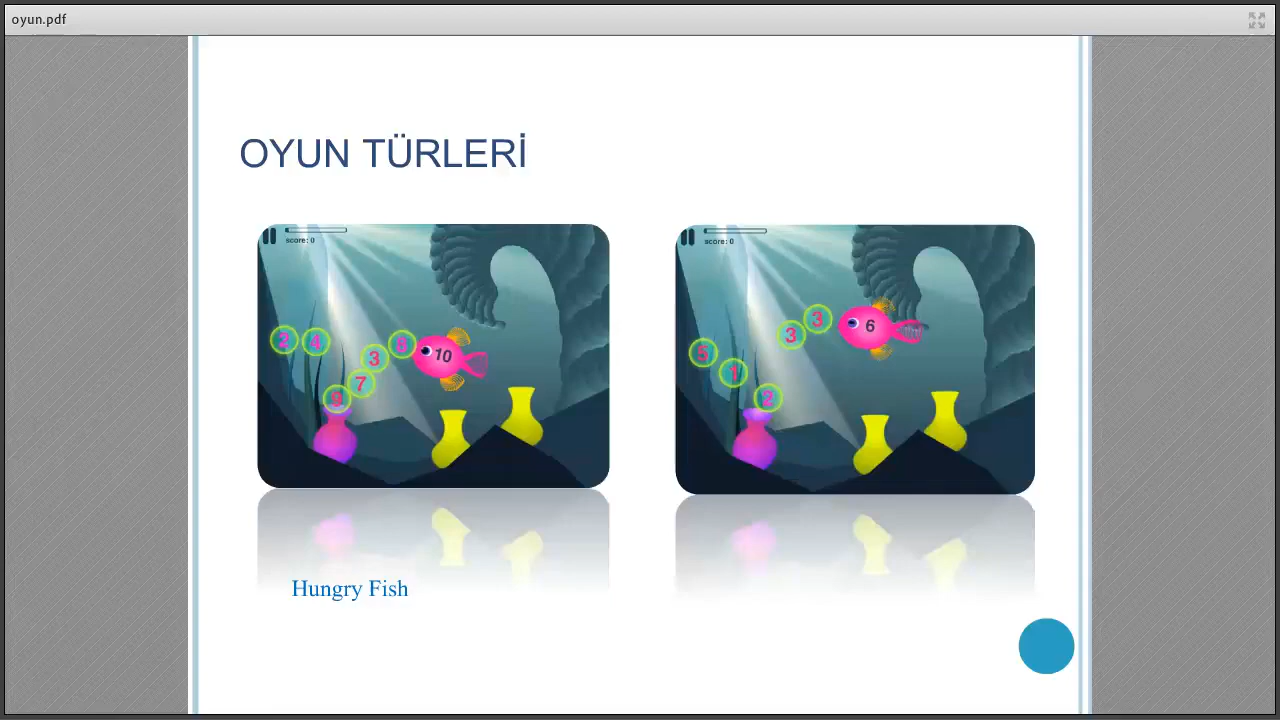 oyun.pdf
OYUN TÜRLERİ
score: 0
2 4 3 8 10
7
9
score: 0
3 3 6
5 1
2
Hungry Fish